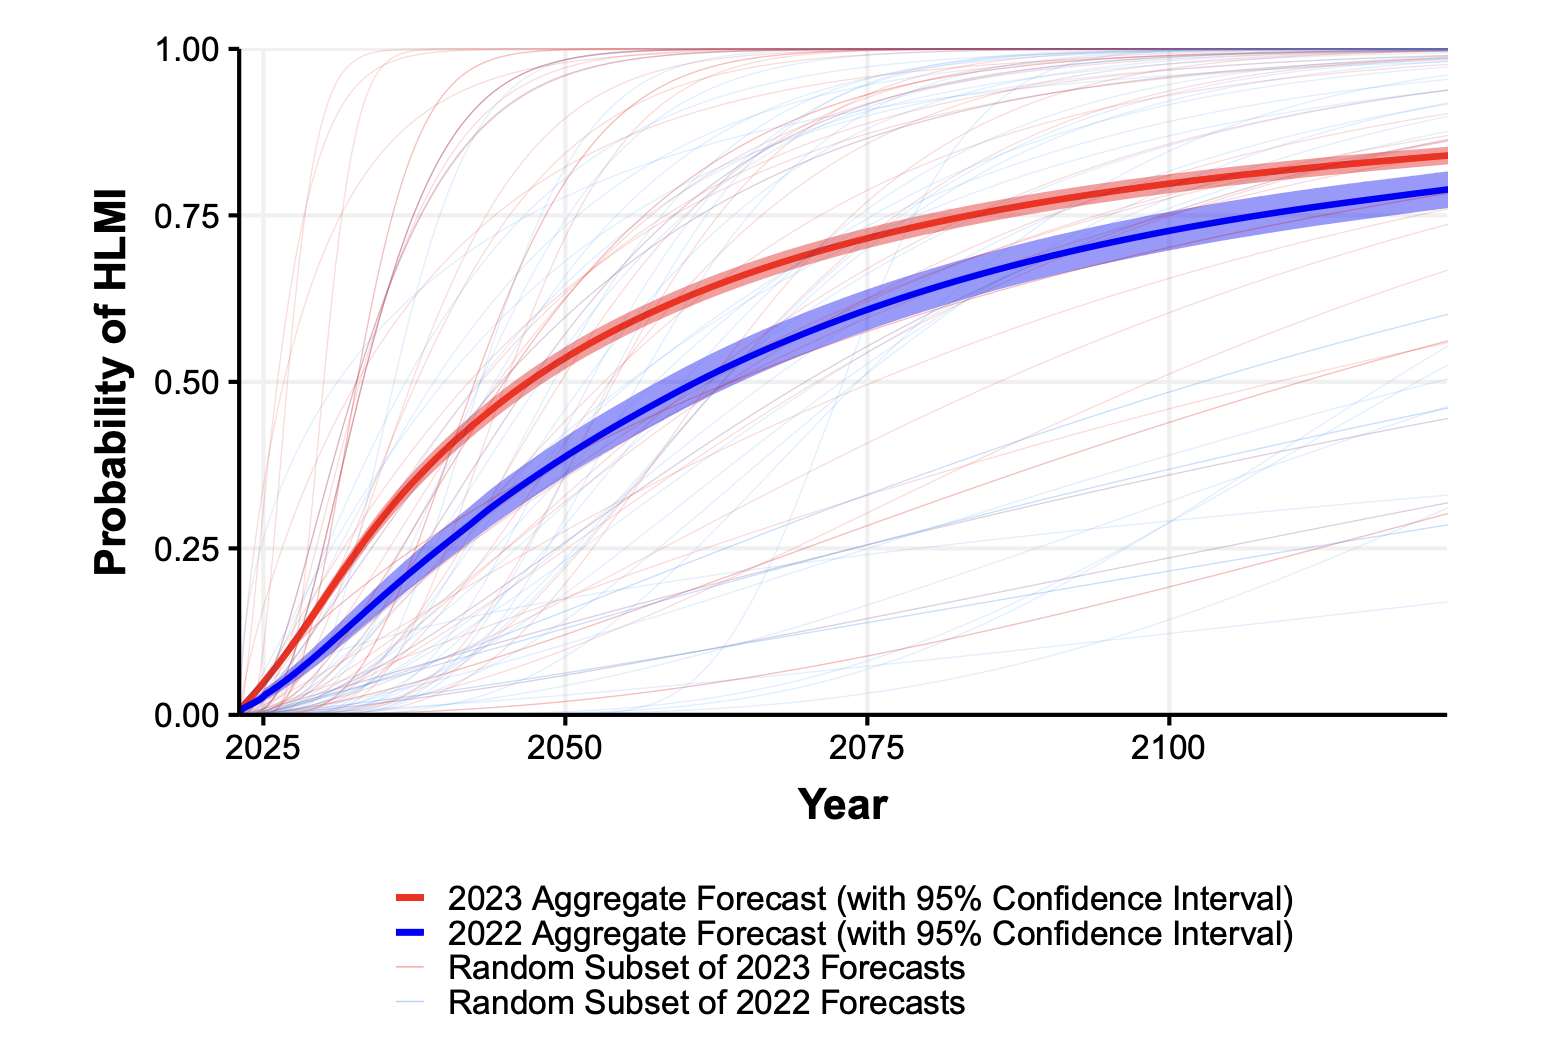 1.00
0.75
0.50
0.25
0.00
Probability of HLMI
2025 2050 2075 2100
Year
2023 Aggregate Forecast (with 95% Confidence Interval)
2022 Aggregate Forecast (with 95% Confidence Interval)
Random Subset of 2023 Forecasts
Random Subset of 2022 Forecasts